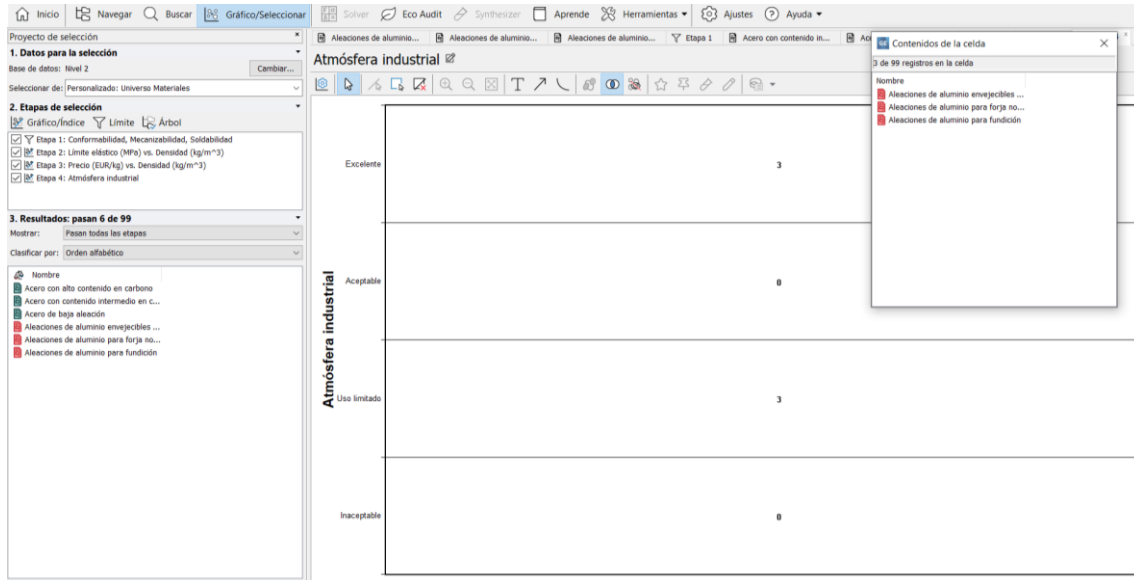 Inicio Navegar Buscar Gráfico/Seleccionar Solver Eco Audit Synthesizer Aprende Herramientas Ajustes Ayuda
Proyecto de selección
1. Datos para la selección
Base de datos: Nivel 2 Cambiar...
Seleccionar de: Personalizado: Universo Materiales
2. Etapas de selección
Gráfico/Índice Límite Árbol
Etapa 1: Conformabilidad, Mecanizabilidad, Soldabilidad
Etapa 2: Límite elástico (MPa) vs. Densidad (kg/m^3)
Etapa 3: Precio (EUR/kg) vs. Densidad (kg/m^3)
Etapa 4: Atmósfera industrial
3. Resultados: pasan 6 de 99
Mostrar: Pasan todas las etapas
Clasificar por: Orden alfabético
Nombre
Acero con alto contenido en carbono
Acero con contenido intermedio en c...
Acero de baja aleación
Aleaciones de aluminio envejecibles ...
Aleaciones de aluminio para forja no...
Aleaciones de aluminio para fundición
Aleaciones de aluminio... Aleaciones de aluminio... Aleaciones de aluminio... Etapa 1 Acero con contenido in...
Atmósfera industrial
Atmósfera industrial
Excelente 3
Aceptable 0
Uso limitado 3
Inaceptable 0
Contenidos de la celda
3 de 99 registros en la celda
Nombre
Aleaciones de aluminio envejecibles ...
Aleaciones de aluminio para forja no...
Aleaciones de aluminio para fundición